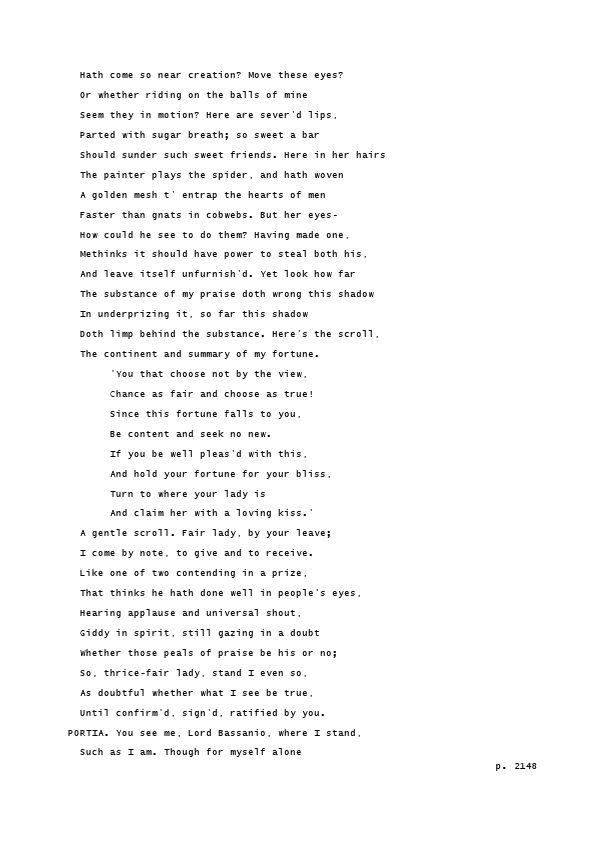 Hath come so near creation? Move these eyes?
Or whether riding on the balls of mine
Seem they in motion? Here are sever'd lips,
Parted with sugar breath; so sweet a bar
Should sunder such sweet friends. Here in her hairs
The painter plays the spider, and hath woven
A golden mesh t' entrap the hearts of men
Faster than gnats in cobwebs. But her eyes-
How could he see to do them? Having made one,
Methinks it should have power to steal both his,
And leave itself unfurnish'd. Yet look how far
The substance of my praise doth wrong this shadow
In underprizing it, so far this shadow
Doth limp behind the substance. Here's the scroll,
The continent and summary of my fortune.
'You that choose not by the view,
Chance as fair and choose as true!
Since this fortune falls to you,
Be content and seek no new.
If you be well pleas'd with this,
And hold your fortune for your bliss,
Turn to where your lady is
And claim her with a loving kiss.'
A gentle scroll. Fair lady, by your leave;
I come by note, to give and to receive.
Like one of two contending in a prize,
That thinks he hath done well in people's eyes,
Hearing applause and universal shout,
Giddy in spirit, still gazing in a doubt
Whether those peals of praise be his or no;
So, thrice-fair lady, stand I even so,
As doubtful whether what I see be true,
Until confirm'd, sign'd, ratified by you.
PORTIA. You see me, Lord Bassanio, where I stand,
Such as I am. Though for myself alone
p. 2148